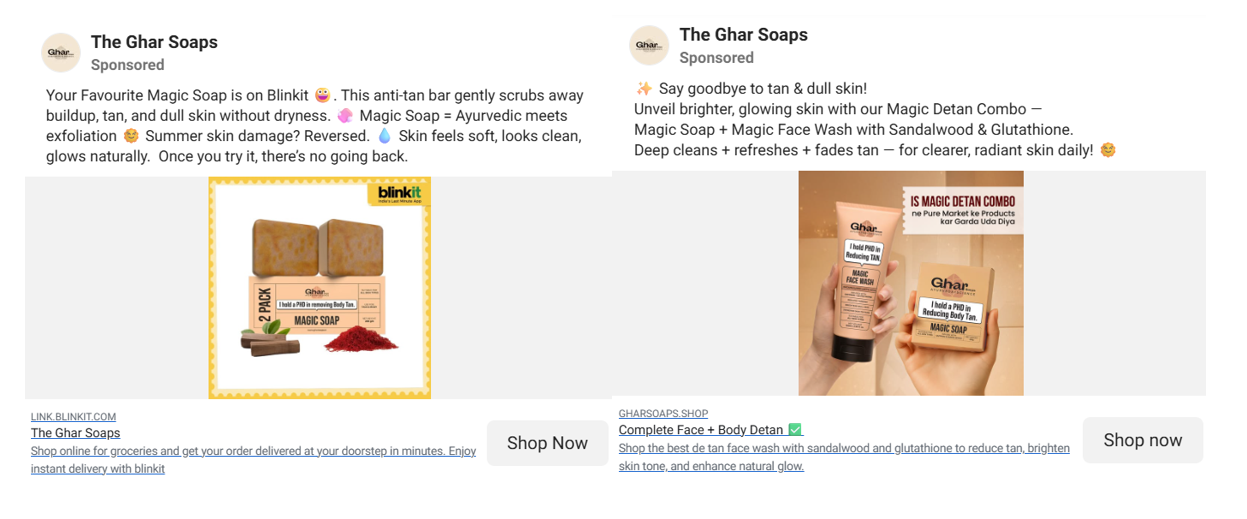 The Ghar Soaps
Sponsored
Your Favourite Magic Soap is on Blinkit 🤪. This anti-tan bar gently scrubs away
buildup, tan, and dull skin without dryness. 🧼 Magic Soap = Ayurvedic meets
exfoliation 🌞 Summer skin damage? Reversed. 💧 Skin feels soft, looks clean,
glows naturally. Once you try it, there’s no going back.
blinkit
India's Last Minute App
2 PACK
Ghar
I hold a PHD in removing Body Tan.
MAGIC SOAP
LINK.BLINKIT.COM
The Ghar Soaps
Shop online for groceries and get your order delivered at your doorstep in minutes. Enjoy
instant delivery with blinkit
Shop Now
The Ghar Soaps
Sponsored
✨ Say goodbye to tan & dull skin!
Unveil brighter, glowing skin with our Magic Detan Combo —
Magic Soap + Magic Face Wash with Sandalwood & Glutathione.
Deep cleans + refreshes + fades tan — for clearer, radiant skin daily! 🌞
IS MAGIC DETAN COMBO
ne Pure Market ke Products
kar Garda Uda Diya
Ghar
I hold PHD in
Reducing TAN.
MAGIC
FACE WASH
Ghar
I hold a PHD in
Reducing Body Tan.
MAGIC SOAP
GHARSOAPS.SHOP
Complete Face + Body Detan ✅
Shop the best de tan face wash with sandalwood and glutathione to reduce tan, brighten
skin tone, and enhance natural glow.
Shop now